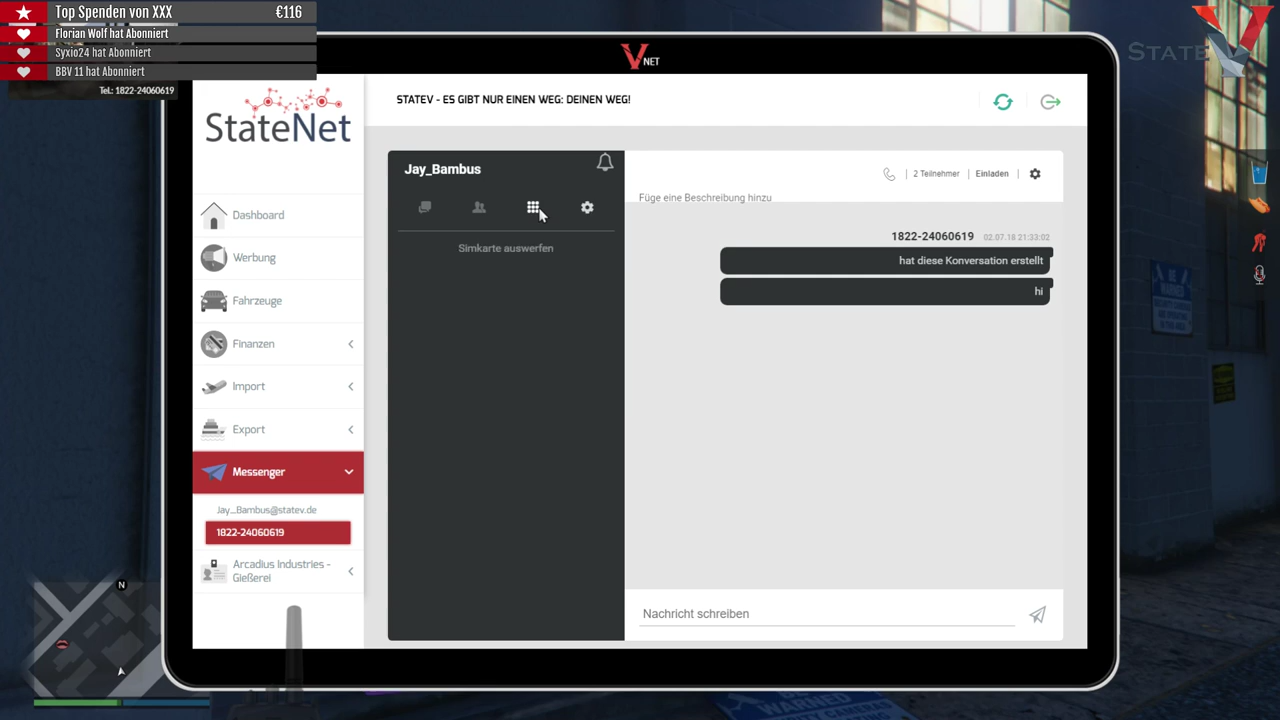 Top Spenden von XXX €116
Florian Wolf hat Abonniert
Syxio24 hat Abonniert
BBV 11 hat Abonniert
Tel.: 1822-24060619
V NET
STATEV
StateNet
STATEV - ES GIBT NUR EINEN WEG: DEINEN WEG!
Dashboard
Werbung
Fahrzeuge
Finanzen
Import
Export
Messenger
Jay_Bambus@statev.de
1822-24060619
Arcadius Industries -
Gießerei
Jay_Bambus
Simkarte auswerfen
2 Teilnehmer | Einladen |
Füge eine Beschreibung hinzu
1822-24060619 02.07.18 21:33:02
hat diese Konversation erstellt
hi
Nachricht schreiben
N